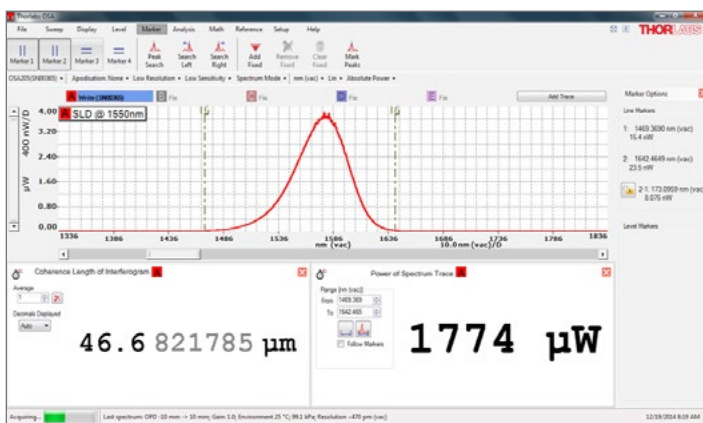 Thorlabs OSA
File Sweep Display Level Marker Analysis Math Reference Setup Help
THORLABS
Marker 1 Marker 2 Marker 3 Marker 4 Peak Search Search Left Search Right Add Fixed Remove Fixed Clear Fixed Mark Peaks
OSA205(SN00365) Apodisation: None Low Resolution Low Sensitivity Spectrum Mode nm (vac) Lin Absolute Power
A Write (SN00365) Fix Fix D Fix E Fix Add Trace
Marker Options
A SLD @ 1550nm
Line Markers
1: 1469.3690 nm (vac)
15.4 nW
2: 1642.4649 nm (vac)
23.5 nW
2-1: 173.0959 nm (vac)
8.075 nW
Level Markers
400 nW/D
µW
4.00
3.20
2.40
1.60
0.80
0.00
1336 1386 1436 1486 1536 1586 1636 1686 1736 1786 1836
nm (vac) 10.0nm(vac)/D
Coherence Length of Interferogram A
Average
1
Decimals Displayed
Auto
46.6821785 µm
Power of Spectrum Trace A
Range [nm (vac)]
From 1469.369
To 1642.465
Follow Markers
1774 µW
Acquiring... Last spectrum: OPD -10 mm -> 10 mm; Gain 1.0; Environment 25 °C; 99.1 kPa; Resolution ~470 pm (vac) 12/19/2014 8:19 AM